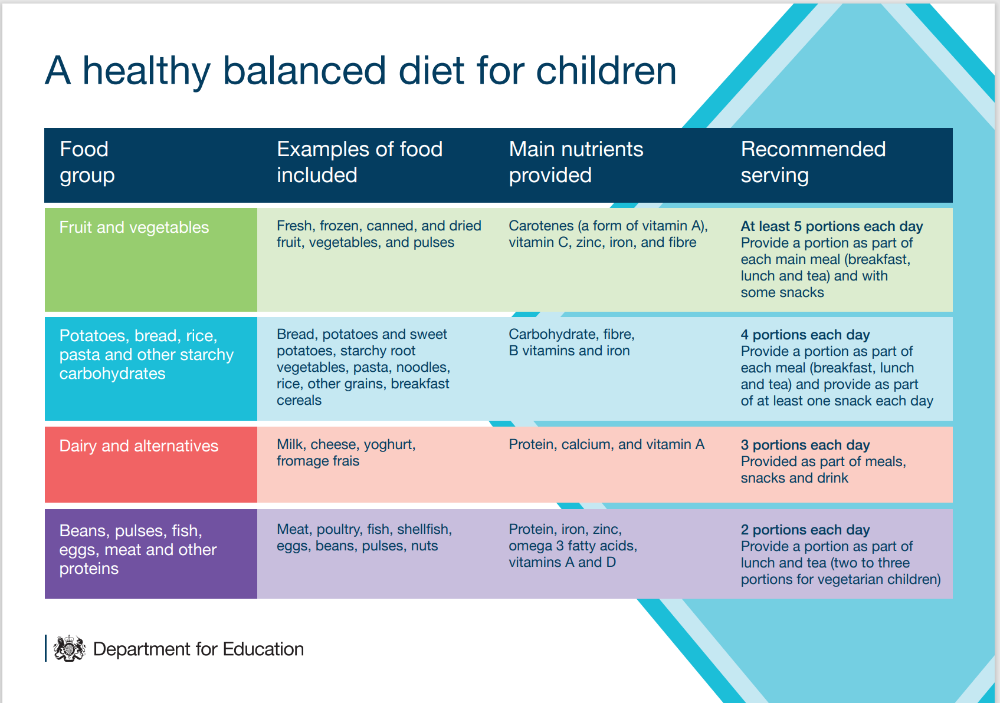 A healthy balanced diet for children
Food
group
Examples of food
included
Main nutrients
provided
Recommended
serving
Fruit and vegetables
Fresh, frozen, canned, and dried
fruit, vegetables, and pulses
Carotenes (a form of vitamin A),
vitamin C, zinc, iron, and fibre
At least 5 portions each day
Provide a portion as part of
each main meal (breakfast,
lunch and tea) and with
some snacks
Potatoes, bread, rice,
pasta and other starchy
carbohydrates
Bread, potatoes and sweet
potatoes, starchy root
vegetables, pasta, noodles,
rice, other grains, breakfast
cereals
Carbohydrate, fibre,
B vitamins and iron
4 portions each day
Provide a portion as part of
each meal (breakfast, lunch
and tea) and provide as part
of at least one snack each day
Dairy and alternatives
Milk, cheese, yoghurt,
fromage frais
Protein, calcium, and vitamin A
3 portions each day
Provided as part of meals,
snacks and drink
Beans, pulses, fish,
eggs, meat and other
proteins
Meat, poultry, fish, shellfish,
eggs, beans, pulses, nuts
Protein, iron, zinc,
omega 3 fatty acids,
vitamins A and D
2 portions each day
Provide a portion as part of
lunch and tea (two to three
portions for vegetarian children)
Department for Education